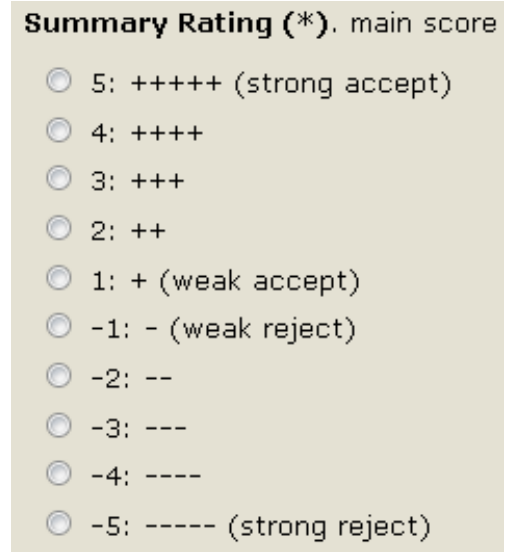 Summary Rating (*). main score
5: +++++ (strong accept)
4: ++++
3: +++
2: ++
1: + (weak accept)
-1: - (weak reject)
-2: --
-3: ---
-4: ----
-5: ----- (strong reject)